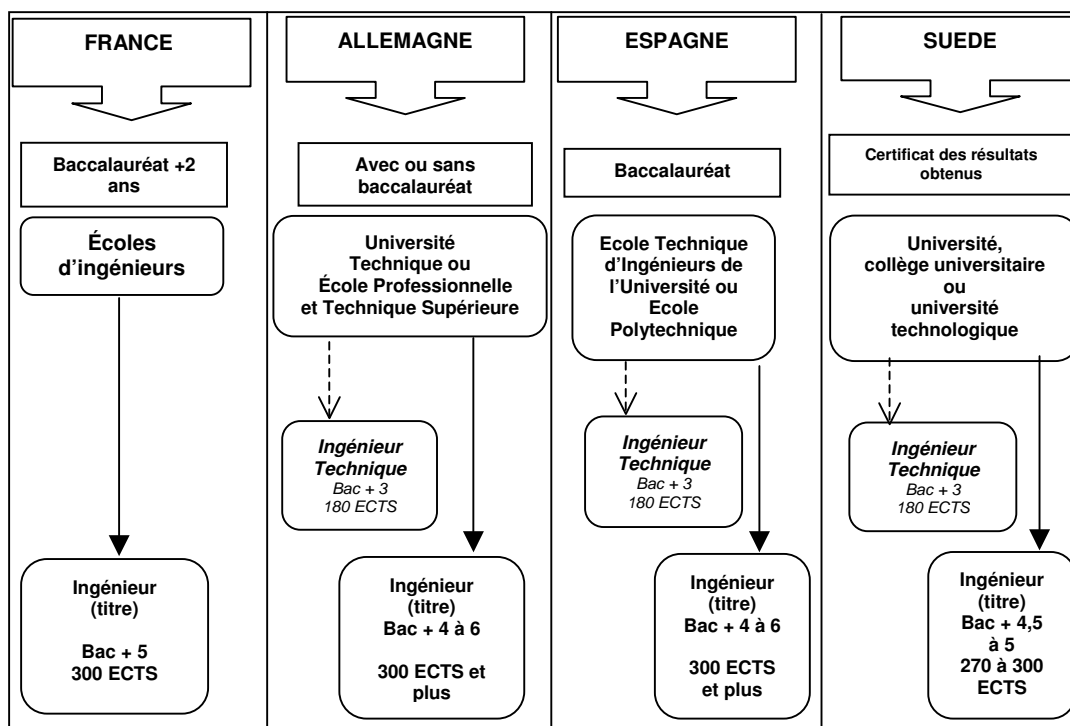 FRANCE
Baccalauréat +2
ans
Écoles
d'ingénieurs
Ingénieur
(titre)
Bac + 5
300 ECTS
ALLEMAGNE
Avec ou sans
baccalauréat
Université
Technique ou
École Professionnelle
et Technique Supérieure
Ingénieur
Technique
Bac + 3
180 ECTS
Ingénieur
(titre)
Bac + 4 à 6
300 ECTS et
plus
ESPAGNE
Baccalauréat
Ecole Technique
d'Ingénieurs de
l'Université ou
Ecole
Polytechnique
Ingénieur
Technique
Bac + 3
180 ECTS
Ingénieur
(titre)
Bac + 4 à 6
300 ECTS
et plus
SUEDE
Certificat des résultats
obtenus
Université,
collège universitaire
ou
université
technologique
Ingénieur
Technique
Bac + 3
180 ECTS
Ingénieur
(titre)
Bac + 4,5
à 5
270 à 300
ECTS